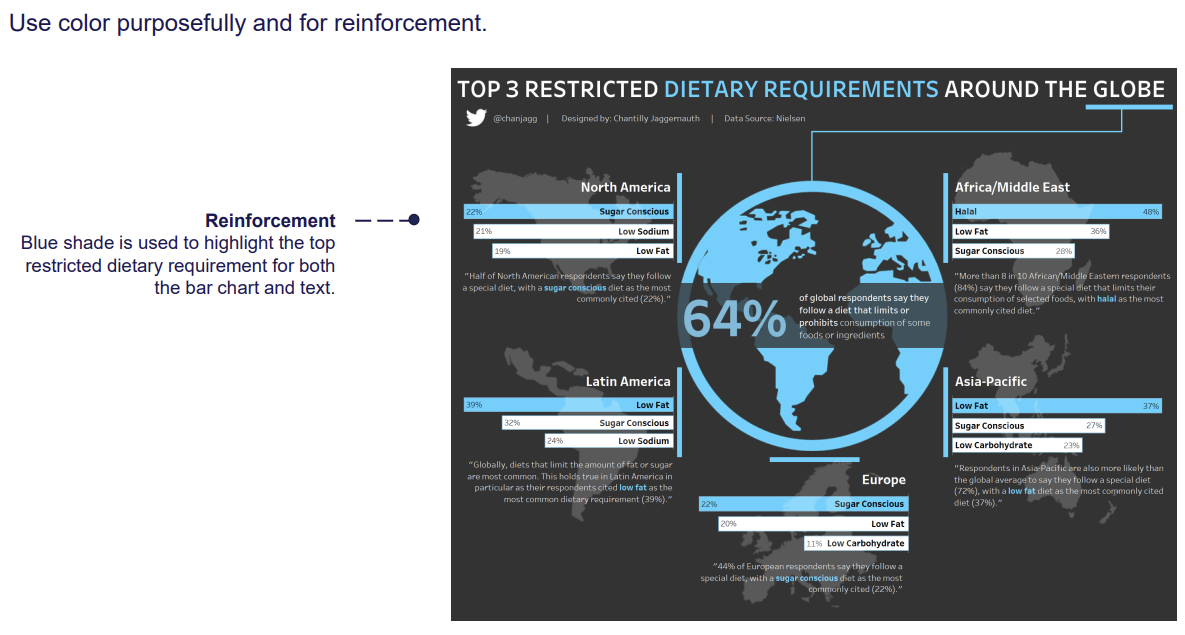 Use color purposefully and for reinforcement.
Reinforcement
Blue shade is used to highlight the top
restricted dietary requirement for both
the bar chart and text.
TOP 3 RESTRICTED DIETARY REQUIREMENTS AROUND THE GLOBE
@chanjagg | Designed by: Chantilly Jaggernauth | Data Source: Nielsen
North America
22% Sugar Conscious
21% Low Sodium
19% Low Fat
"Half of North American respondents say they follow
a special diet, with a sugar conscious diet as the most
commonly cited (22%)."
Africa/Middle East
Halal 48%
Low Fat 36%
Sugar Conscious 28%
"More than 8 in 10 African/Middle Eastern respondents
(84%) say they follow a special diet that limits their
consumption of selected foods, with halal as the most
commonly cited diet."
64%
of global respondents say they
follow a diet that limits or
prohibits consumption of some
foods or ingredients
Latin America
39% Low Fat
32% Sugar Conscious
24% Low Sodium
"Globally, diets that limit the amount of fat or sugar
are most common. This holds true in Latin America in
particular as their respondents cited low fat as the
most common dietary requirement (39%)."
Asia-Pacific
Low Fat 37%
Sugar Conscious 27%
Low Carbohydrate 23%
"Respondents in Asia-Pacific are also more likely than
the global average to say they follow a special diet
(72%), with a low fat diet as the most commonly cited
diet (37%)."
Europe
22% Sugar Conscious
20% Low Fat
11% Low Carbohydrate
"44% of European respondents say they follow a
special diet, with a sugar conscious diet as the most
commonly cited (22%)."